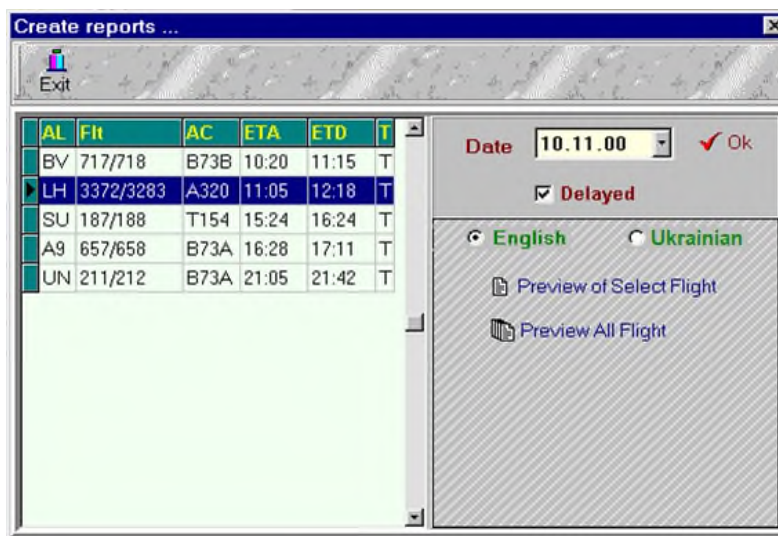 Create reports ...
Exit
AL Flt AC ETA ETD T
BV 717/718 B73B 10:20 11:15 T
LH 3372/3283 A320 11:05 12:18 T
SU 187/188 T154 15:24 16:24 T
A9 657/658 B73A 16:28 17:11 T
UN 211/212 B73A 21:05 21:42 T
Date 10.11.00 Ok
Delayed
English Ukrainian
Preview of Select Flight
Preview All Flight